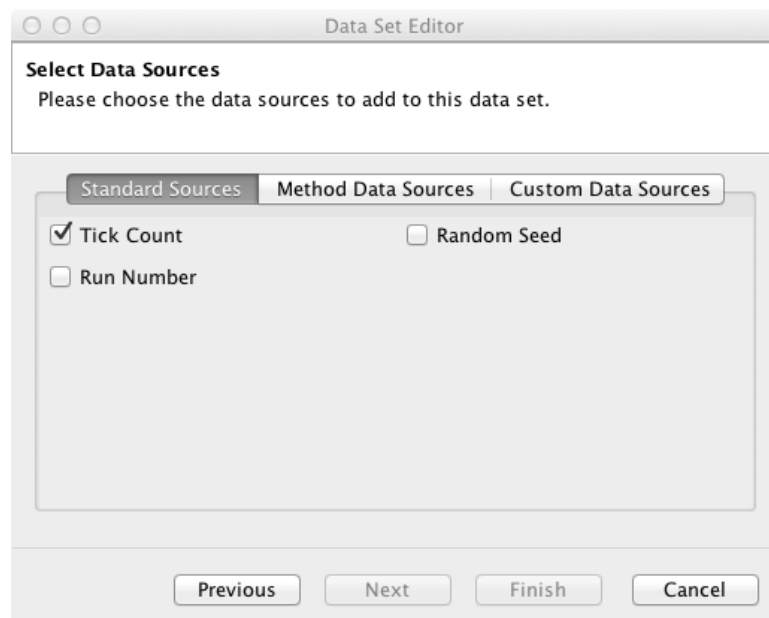 Data Set Editor
Select Data Sources
Please choose the data sources to add to this data set.
Standard Sources Method Data Sources Custom Data Sources
Tick Count Random Seed
Run Number
Previous Next Finish Cancel